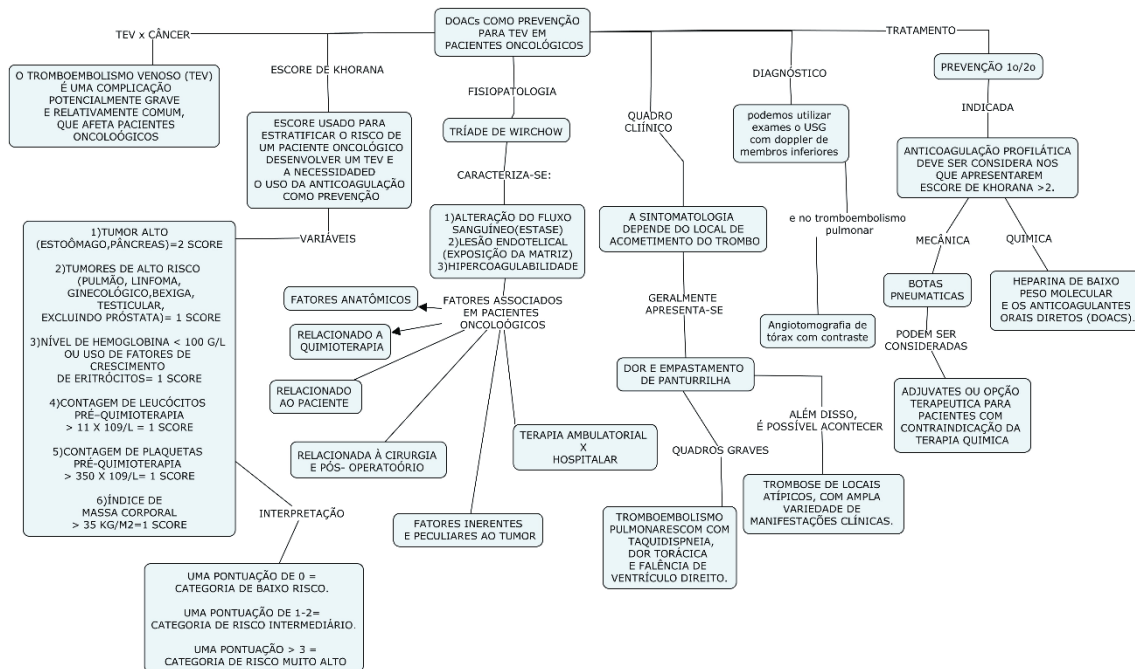 DOACs COMO PREVENÇÃO
PARA TEV EM
PACIENTES ONCOLÓGICOS
TEV x CÂNCER
O TROMBOEMBOLISMO VENOSO (TEV)
É UMA COMPLICAÇÃO
POTENCIALMENTE GRAVE
E RELATIVAMENTE COMUM,
QUE AFETA PACIENTES
ONCOLOÓGICOS
ESCORE DE KHORANA
ESCORE USADO PARA
ESTRATIFICAR O RISCO DE
UM PACIENTE ONCOLÓGICO
DESENVOLVER UM TEV E
A NECESSIDADED
O USO DA ANTICOAGULAÇÃO
COMO PREVENÇÃO
VARIÁVEIS
1)TUMOR ALTO
(ESTOÔMAGO,PÂNCREAS)=2 SCORE
2)TUMORES DE ALTO RISCO
(PULMÃO, LINFOMA,
GINECOLÓGICO,BEXIGA,
TESTICULAR,
EXCLUINDO PRÓSTATA)= 1 SCORE
3)NÍVEL DE HEMOGLOBINA < 100 G/L
OU USO DE FATORES DE
CRESCIMENTO
DE ERITRÓCITOS= 1 SCORE
4)CONTAGEM DE LEUCÓCITOS
PRÉ-QUIMIOTERAPIA
> 11 X 109/L = 1 SCORE
5)CONTAGEM DE PLAQUETAS
PRÉ-QUIMIOTERAPIA
> 350 X 109/L= 1 SCORE
6)ÍNDICE DE
MASSA CORPORAL
> 35 KG/M2=1 SCORE
INTERPRETAÇÃO
UMA PONTUAÇÃO DE 0 =
CATEGORIA DE BAIXO RISCO.
UMA PONTUAÇÃO DE 1-2=
CATEGORIA DE RISCO INTERMEDIÁRIO.
UMA PONTUAÇÃO > 3 =
CATEGORIA DE RISCO MUITO ALTO
FISIOPATOLOGIA
TRÍADE DE WIRCHOW
CARACTERIZA-SE:
1)ALTERAÇÃO DO FLUXO
SANGUÍNEO(ESTASE)
2)LESÃO ENDOTELICAL
(EXPOSIÇÃO DA MATRIZ)
3)HIPERCOAGULABILIDADE
FATORES ASSOCIADOS
EM PACIENTES
ONCOLOÓGICOS
FATORES ANATÔMICOS
RELACIONADO A
QUIMIOTERAPIA
RELACIONADO
AO PACIENTE
RELACIONADA À CIRURGIA
E PÓS- OPERATOÓRIO
FATORES INERENTES
E PECULIARES AO TUMOR
TERAPIA AMBULATORIAL
X
HOSPITALAR
QUADRO
CLIÍNICO
A SINTOMATOLOGIA
DEPENDE DO LOCAL DE
ACOMETIMENTO DO TROMBO
GERALMENTE
APRESENTA-SE
DOR E EMPASTAMENTO
DE PANTURRILHA
QUADROS GRAVES
TROMBOEMBOLISMO
PULMONARESCOM COM
TAQUIDISPNEIA,
DOR TORÁCICA
E FALÊNCIA DE
VENTRÍCULO DIREITO.
ALÉM DISSO,
É POSSÍVEL ACONTECER
TROMBOSE DE LOCAIS
ATÍPICOS, COM AMPLA
VARIEDADE DE
MANIFESTAÇÕES CLÍNICAS.
DIAGNÓSTICO
podemos utilizar
exames o USG
com doppler de
membros inferiores
e no tromboembolismo
pulmonar
Angiotomografia de
tórax com contraste
TRATAMENTO
PREVENÇÃO 1o/2o
INDICADA
ANTICOAGULAÇÃO PROFILÁTICA
DEVE SER CONSIDERA NOS
QUE APRESENTAREM
ESCORE DE KHORANA >2.
MECÂNICA
BOTAS
PNEUMATICAS
PODEM SER
CONSIDERADAS
ADJUVATES OU OPÇÃO
TERAPEUTICA PARA
PACIENTES COM
CONTRAINDICAÇÃO DA
TERAPIA QUIMICA
QUIMICA
HEPARINA DE BAIXO
PESO MOLECULAR
E OS ANTICOAGULANTES
ORAIS DIRETOS (DOACS).